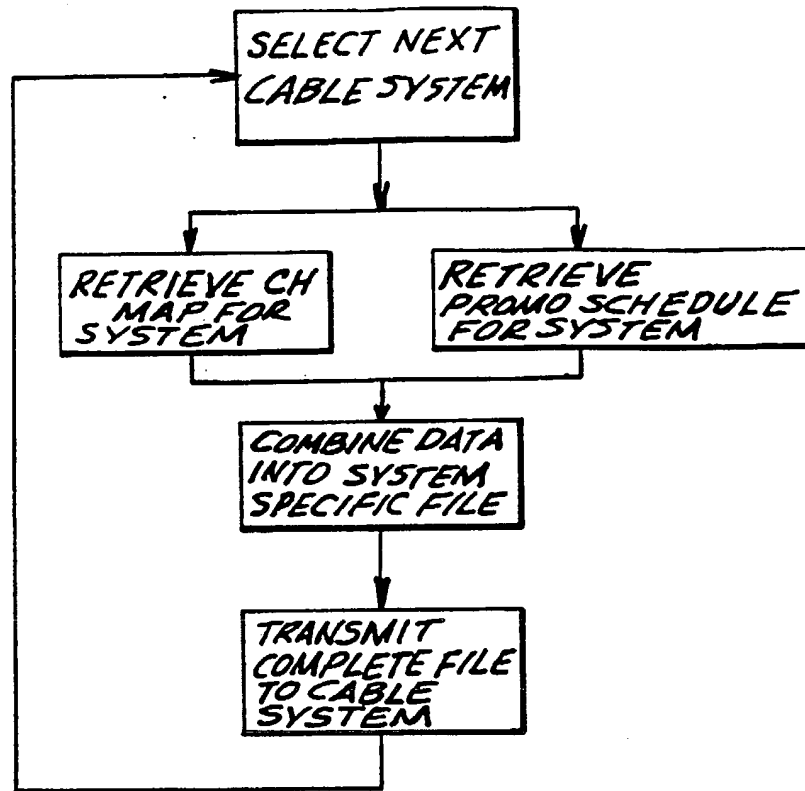 SELECT NEXT
CABLE SYSTEM
RETRIEVE CH
MAP FOR
SYSTEM
RETRIEVE
PROMO SCHEDULE
FOR SYSTEM
COMBINE DATA
INTO SYSTEM
SPECIFIC FILE
TRANSMIT
COMPLETE FILE
TO CABLE
SYSTEM